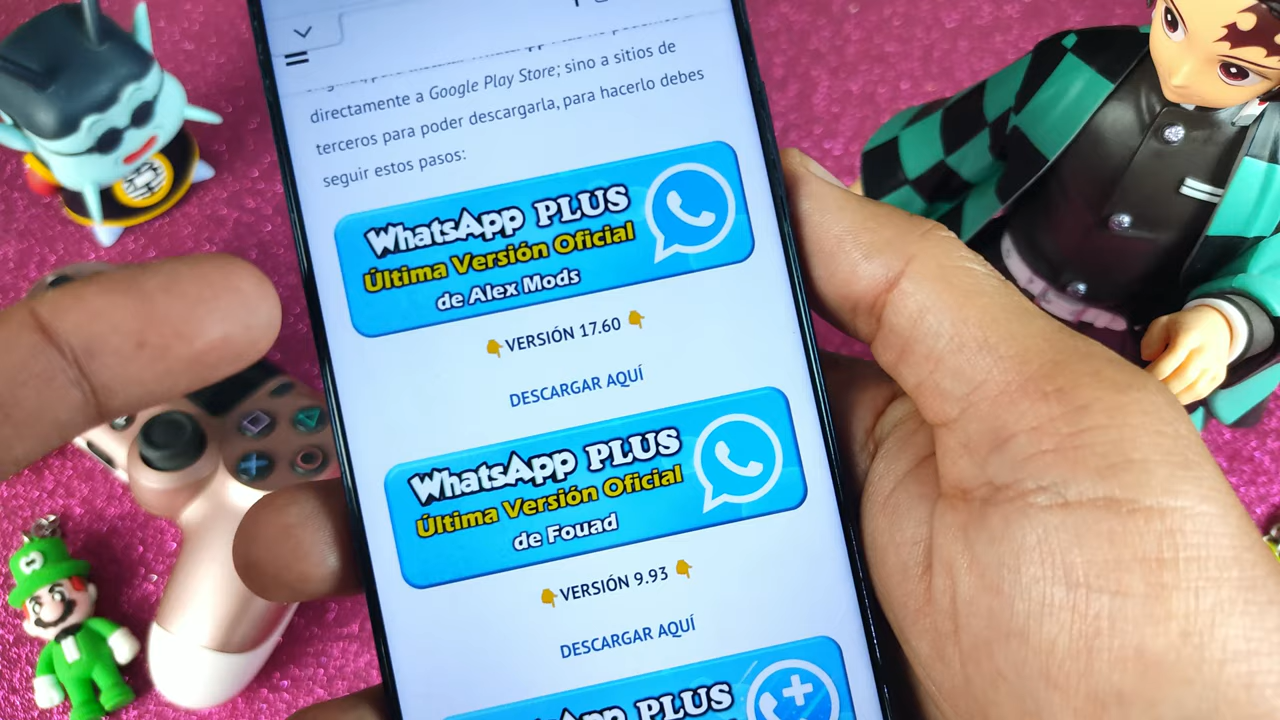 directamente a Google Play Store; sino a sitios de
terceros para poder descargarla, para hacerlo debes
seguir estos pasos:
WhatsApp PLUS
Última Versión Oficial
de Alex Mods
VERSIÓN 17.60
DESCARGAR AQUÍ
WhatsApp PLUS
Última Versión Oficial
de Fouad
VERSIÓN 9.93
DESCARGAR AQUÍ
WhatsApp PLUS